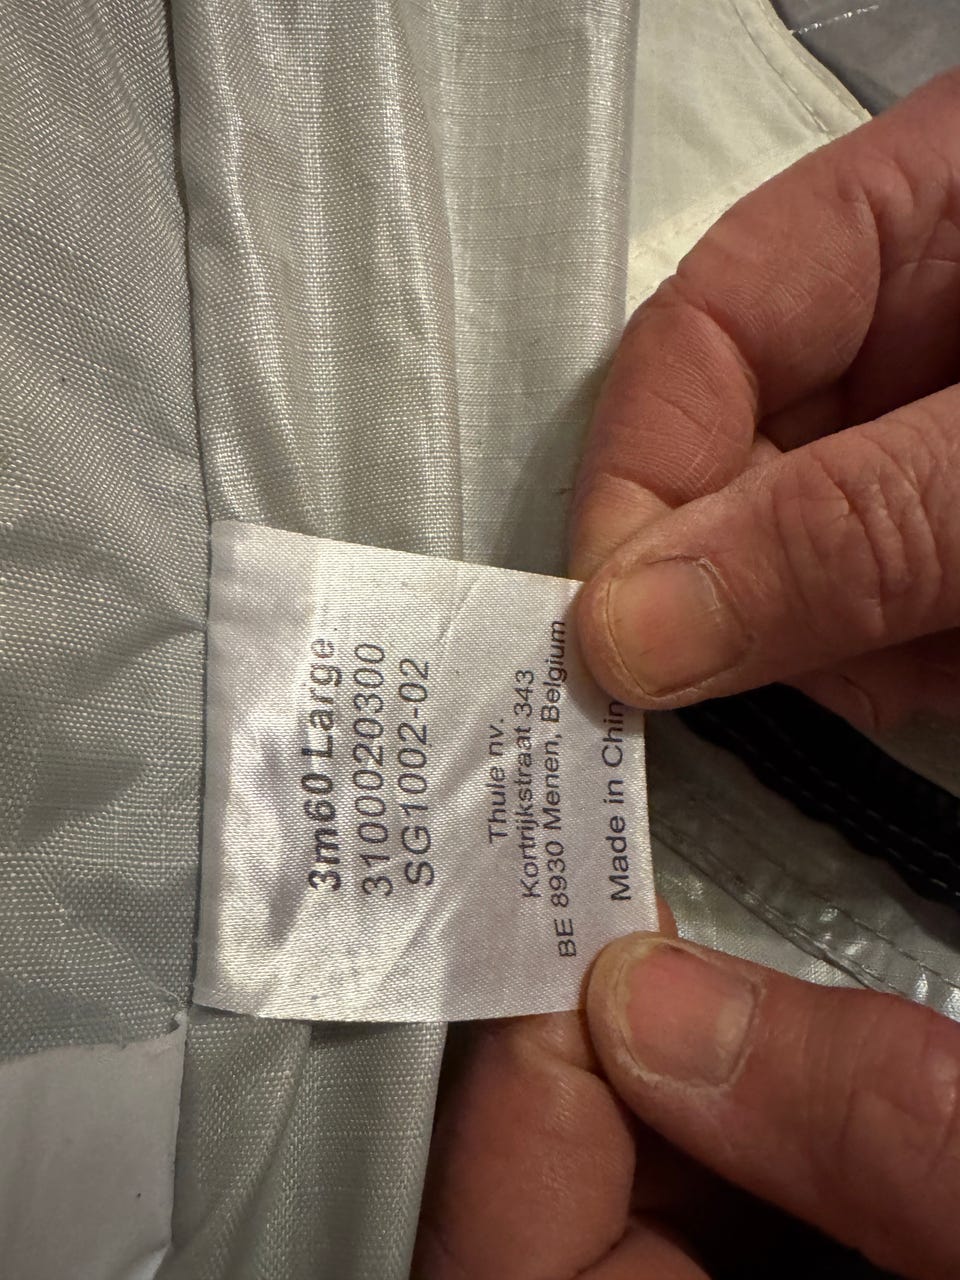 3m60 Large
3100020300
SG1002-02
Thule nv.
Kortrijkstraat 343
BE 8930 Menen, Belgium
Made in Chin